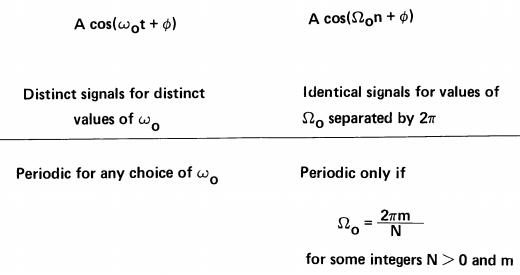 A cos(ω₀t + ϕ)
A cos(Ω₀n + ϕ)
Distinct signals for distinct
values of ω₀
Identical signals for values of
Ω₀ separated by 2π
Periodic for any choice of ω₀
Periodic only if
Ω₀ = 2πm/N
for some integers N > 0 and m